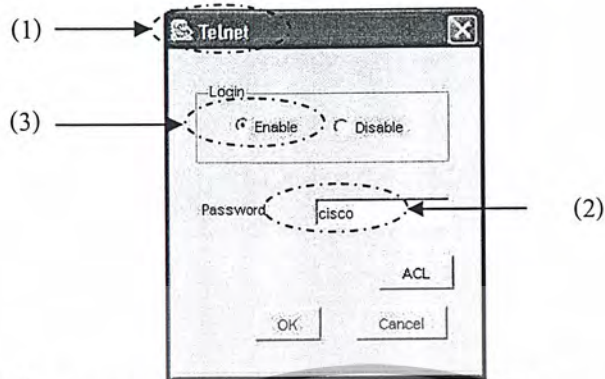 (1)
Telnet
Login
(3)
Enable
Disable
Password
cisco
(2)
ACL
OK
Cancel